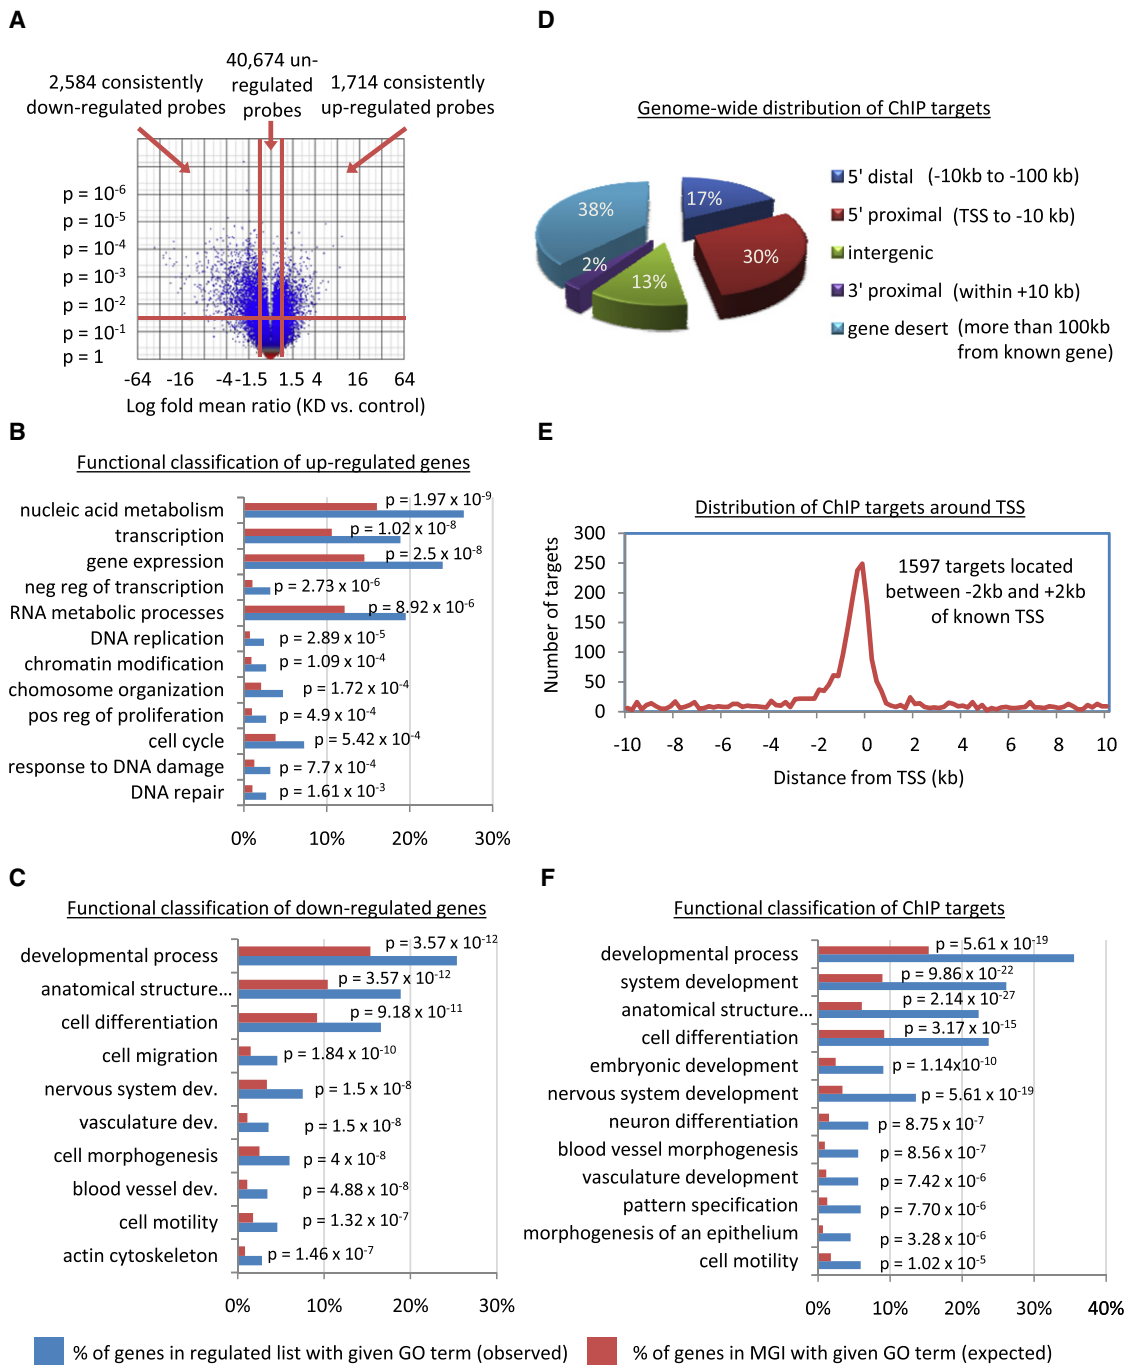 A
40,674 un-
regulated
probes
2,584 consistently
down-regulated probes
1,714 consistently
up-regulated probes
p = 10-6
p = 10-5
p = 10-4
p = 10-3
p = 10-2
p = 10-1
p = 1
-64 -16 -4 -1.5 1.5 4 16 64
Log fold mean ratio (KD vs. control)
B
Functional classification of up-regulated genes
nucleic acid metabolism p = 1.97 x 10-9
transcription p = 1.02 x 10-8
gene expression p = 2.5 x 10-8
neg reg of transcription p = 2.73 x 10-6
RNA metabolic processes p = 8.92 x 10-6
DNA replication p = 2.89 x 10-5
chromatin modification p = 1.09 x 10-4
chomosome organization p = 1.72 x 10-4
pos reg of proliferation p = 4.9 x 10-4
cell cycle p = 5.42 x 10-4
response to DNA damage p = 7.7 x 10-4
DNA repair p = 1.61 x 10-3
0% 10% 20% 30%
C
Functional classification of down-regulated genes
developmental process p = 3.57 x 10-12
anatomical structure... p = 3.57 x 10-12
cell differentiation p = 9.18 x 10-11
cell migration p = 1.84 x 10-10
nervous system dev. p = 1.5 x 10-8
vasculature dev. p = 1.5 x 10-8
cell morphogenesis p = 4 x 10-8
blood vessel dev. p = 4.88 x 10-8
cell motility p = 1.32 x 10-7
actin cytoskeleton p = 1.46 x 10-7
0% 10% 20% 30%
D
Genome-wide distribution of ChIP targets
38%
17%
30%
13%
2%
5' distal (-10kb to -100 kb)
5' proximal (TSS to -10 kb)
intergenic
3' proximal (within +10 kb)
gene desert (more than 100kb
from known gene)
E
Distribution of ChIP targets around TSS
Number of targets
300
250
200
150
100
50
0
1597 targets located
between -2kb and +2kb
of known TSS
-10 -8 -6 -4 -2 0 2 4 6 8 10
Distance from TSS (kb)
F
Functional classification of ChIP targets
developmental process p = 5.61 x 10-19
system development p = 9.86 x 10-22
anatomical structure... p = 2.14 x 10-27
cell differentiation p = 3.17 x 10-15
embryonic development p = 1.14x10-10
nervous system development p = 5.61 x 10-19
neuron differentiation p = 8.75 x 10-7
blood vessel morphogenesis p = 8.56 x 10-7
vasculature development p = 7.42 x 10-6
pattern specification p = 7.70 x 10-6
morphogenesis of an epithelium p = 3.28 x 10-6
cell motility p = 1.02 x 10-5
0% 10% 20% 30% 40%
% of genes in regulated list with given GO term (observed)
% of genes in MGI with given GO term (expected)